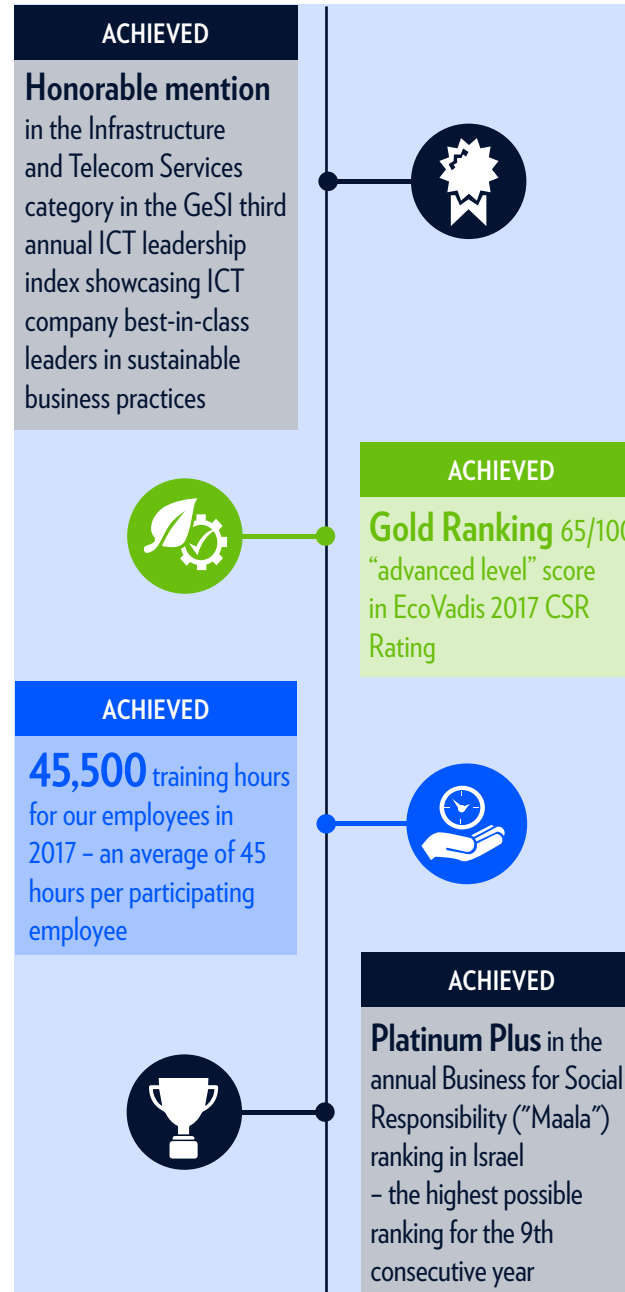 ACHIEVED
Honorable mention
in the Infrastructure
and Telecom Services
category in the GeSI third
annual ICT leadership
index showcasing ICT
company best-in-class
leaders in sustainable
business practices
ACHIEVED
Gold Ranking 65/100
“advanced level” score
in EcoVadis 2017 CSR
Rating
ACHIEVED
45,500 training hours
for our employees in
2017 – an average of 45
hours per participating
employee
ACHIEVED
Platinum Plus in the
annual Business for Social
Responsibility ("Maala")
ranking in Israel
– the highest possible
ranking for the 9th
consecutive year